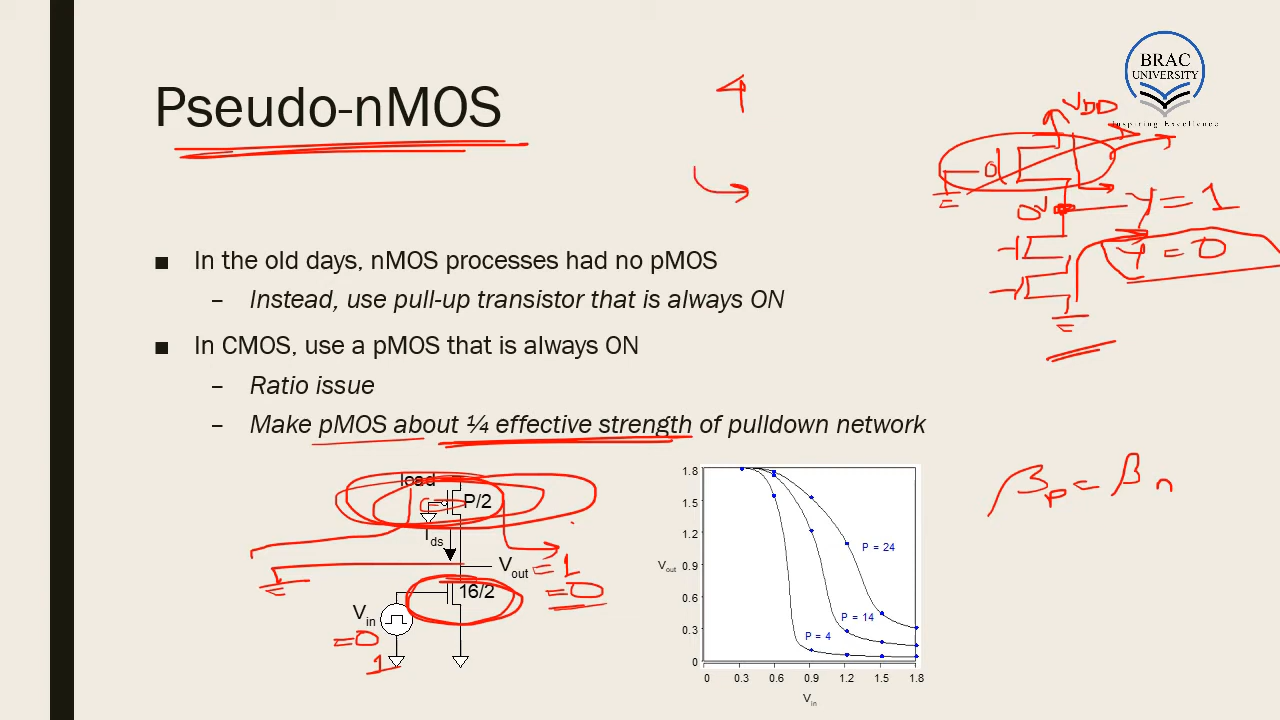 BRAC
UNIVERSITY
Inspiring Excellence
Pseudo-nMOS
4
VDD
0
0V
Y = 1
Y = 0
■ In the old days, nMOS processes had no pMOS
– Instead, use pull-up transistor that is always ON
■ In CMOS, use a pMOS that is always ON
– Ratio issue
– Make pMOS about ¼ effective strength of pulldown network
load
P/2
Ids
Vout = 1
= 0
16/2
Vin
= 0
1
βp = βn
1.8
1.5
1.2
Vout 0.9
0.6
0.3
0
P = 24
P = 14
P = 4
0 0.3 0.6 0.9 1.2 1.5 1.8
Vin